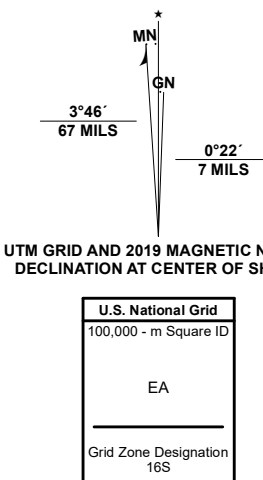 ★
MN
GN
3°46´
67 MILS
0°22´
7 MILS
UTM GRID AND 2019 MAGNETIC
DECLINATION AT CENTER OF
U.S. National Grid
100,000 - m Square ID
EA
Grid Zone Designation
16S